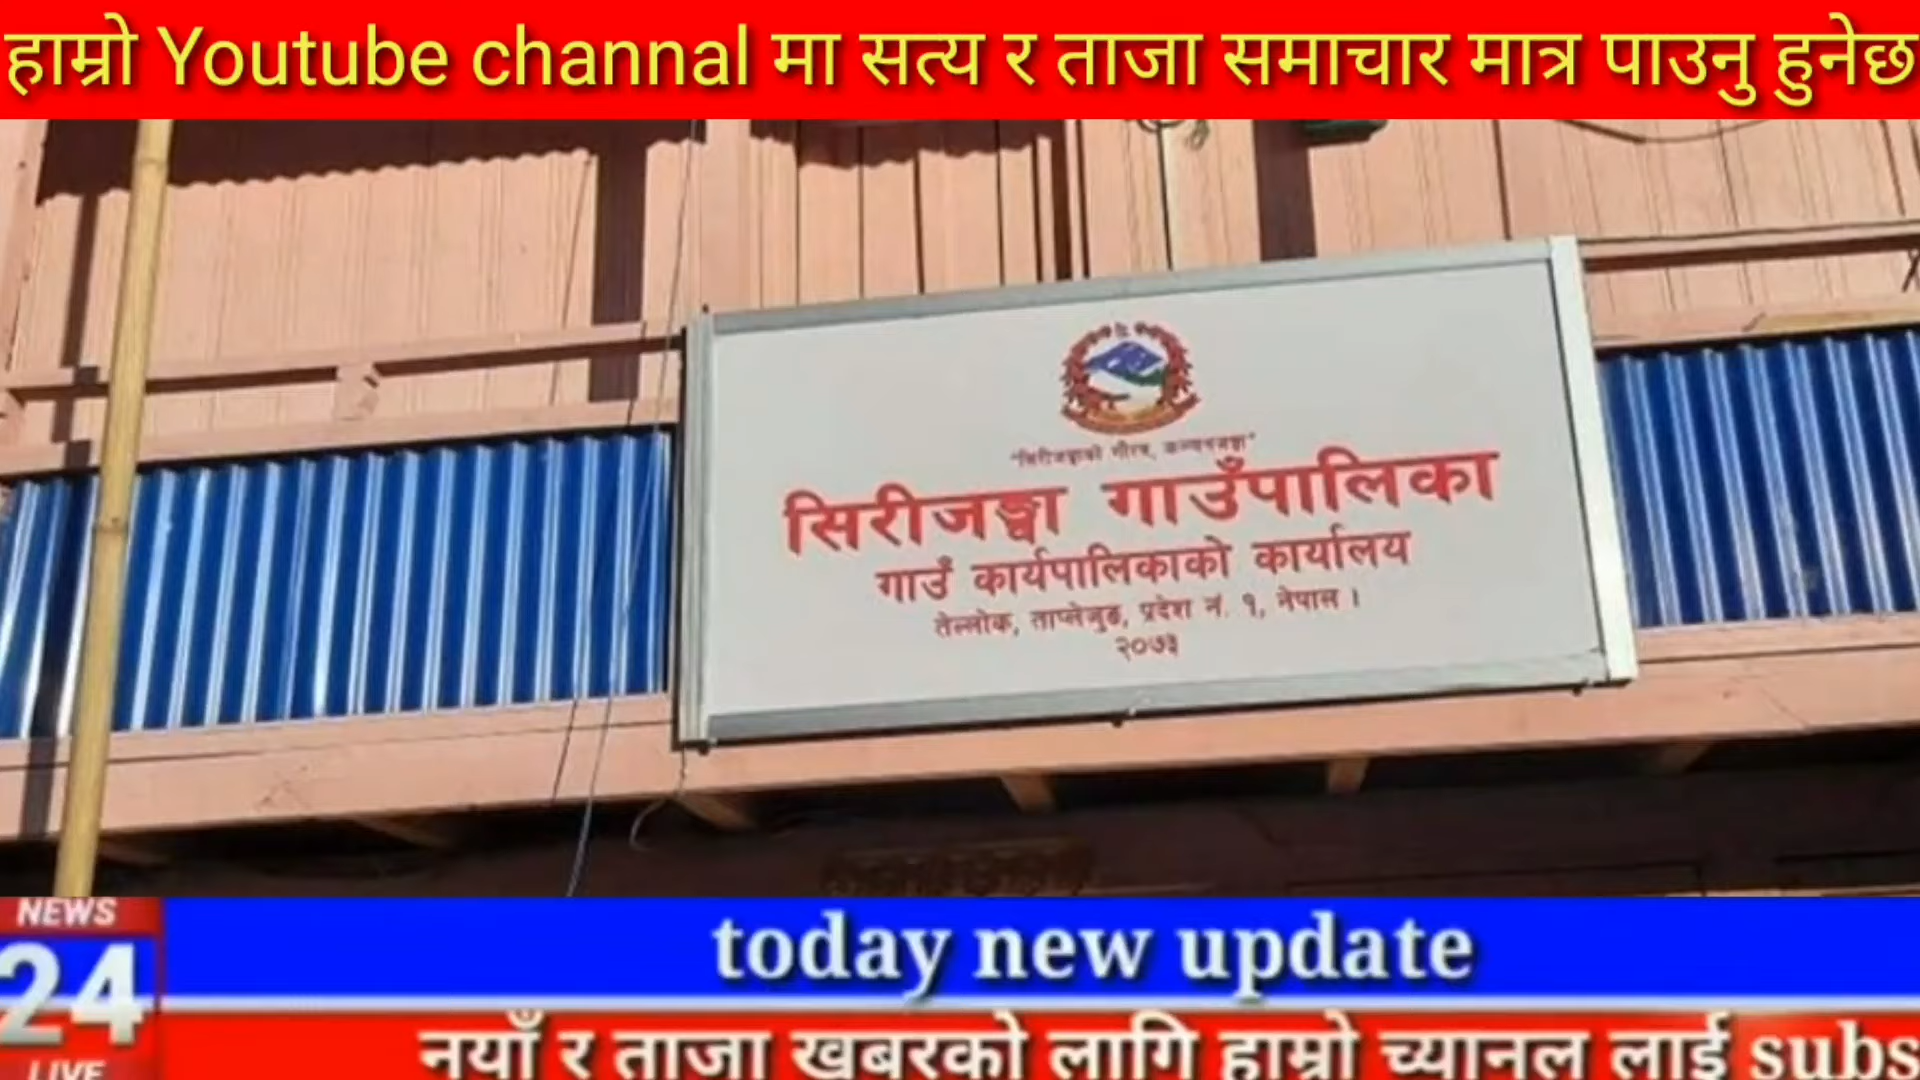 हाम्रो Youtube channal मा सत्य र ताजा समाचार मात्र पाउनु हुनेछ
सिरीजङ्घा गाउँपालिका
गाउँ कार्यपालिकाको कार्यालय
तेल्लोक, ताप्लेजुङ, प्रदेश नं. १, नेपाल ।
२०७३
NEWS
24
LIVE
today new update
नयाँ र ताजा खबरको लागि हाम्रो च्यानल लाई subs